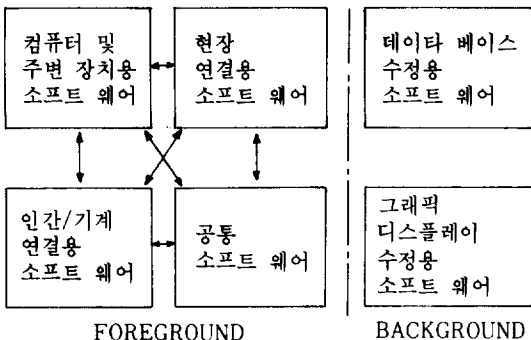 컴퓨터 및
주변 장치용
소프트 웨어
현장
연결용
소프트 웨어
데이타 베이스
수정용
소프트 웨어
인간/기계
연결용
소프트 웨어
공통
소프트 웨어
그래픽
디스플레이
수정용
소프트 웨어
FOREGROUND
BACKGROUND